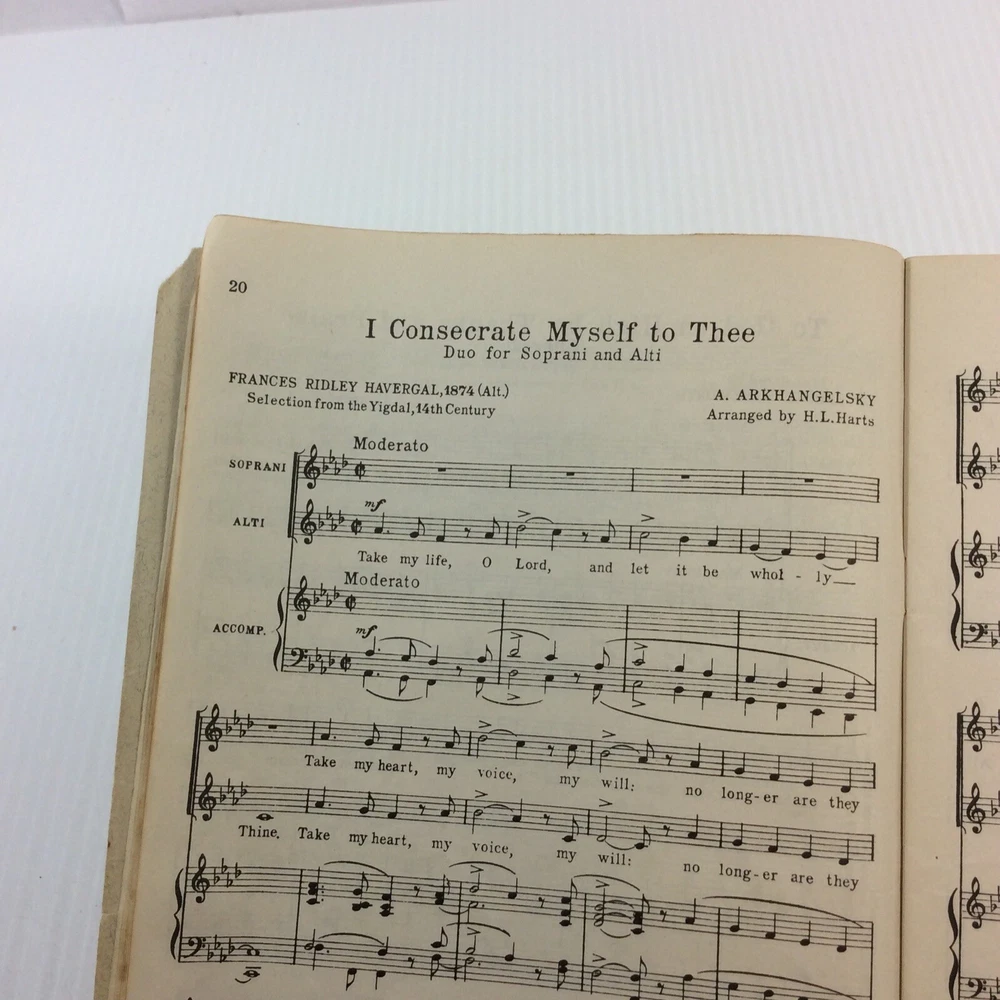 20
I Consecrate Myself to Thee
Duo for Soprani and Alti
FRANCES RIDLEY HAVERGAL, 1874 (Alt.)
Selection from the Yigdal, 14th Century
A. ARKHANGELSKY
Arranged by H.L. Harts
Moderato
SOPRANI
mf
ALTI
Take my life, O Lord, and let it be whol - ly
Moderato
mf
ACCOMP.
Take my heart, my voice, my will: no long-er are they
Thine. Take my heart, my voice, my will: no long-er are they